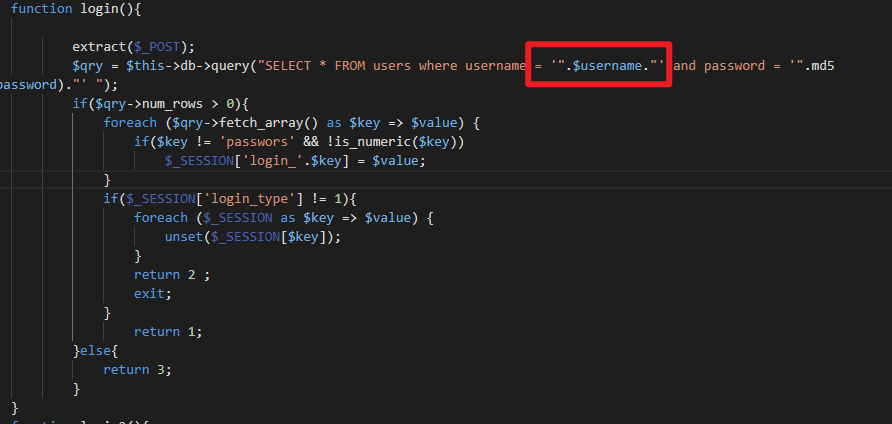 function login(){
extract($_POST);
$qry = $this->db->query("SELECT * FROM users where username = '".$username."' and password = '".md5
password)."' ");
if($qry->num_rows > 0){
foreach ($qry->fetch_array() as $key => $value) {
if($key != 'passwors' && !is_numeric($key))
$_SESSION['login_'.$key] = $value;
}
if($_SESSION['login_type'] != 1){
foreach ($_SESSION as $key => $value) {
unset($_SESSION[$key]);
}
return 2 ;
exit;
}
return 1;
}else{
return 3;
}
}